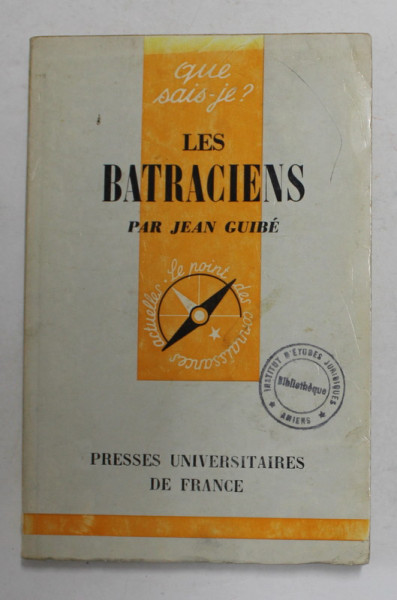 que
sais-je?
LES
BATRACIENS
PAR JEAN GUIBÉ
Le point des connaissances actuelles
INSTITUT D'ÉTUDES JURIDIQUES
Bibliothèque
* AMIENS *
PRESSES UNIVERSITAIRES
DE FRANCE